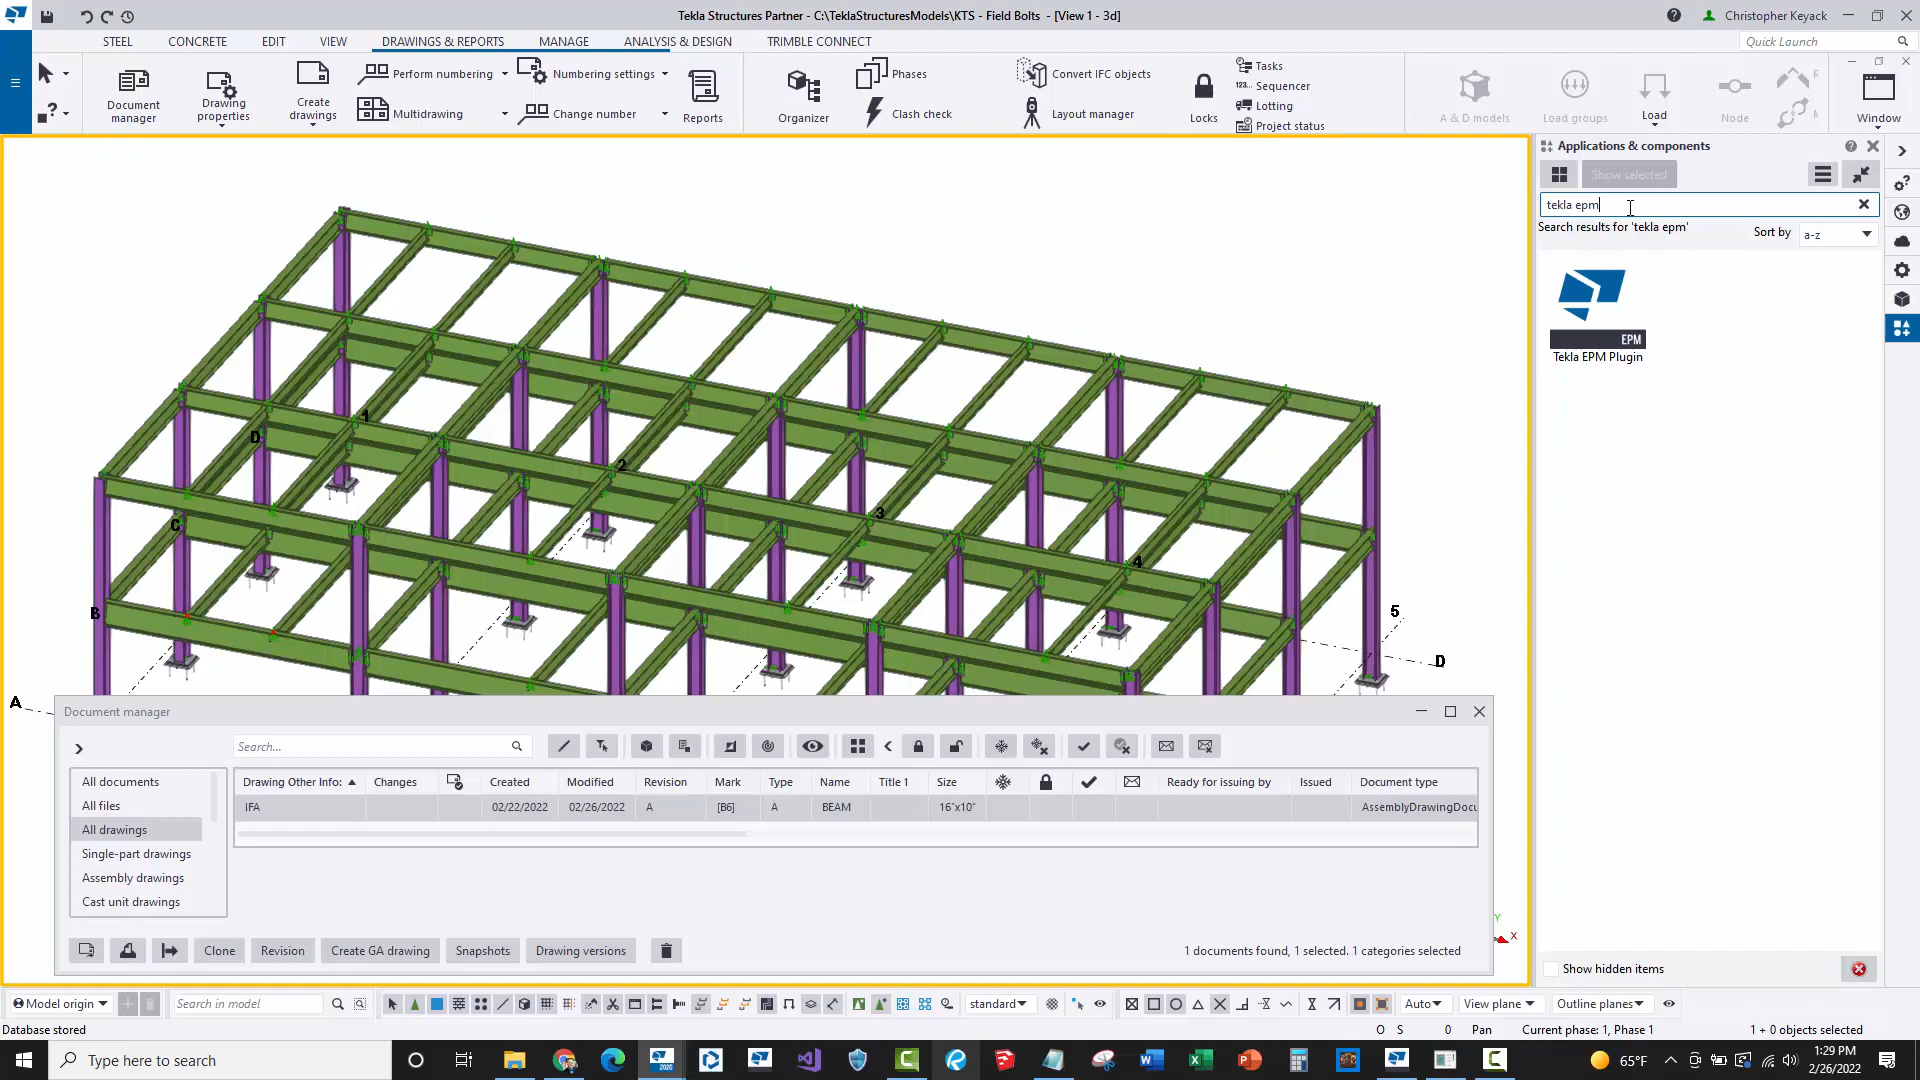 Tekla Structures Partner - C:\TeklaStructuresModels\KTS - Field Bolts - [View 1 - 3d]
Christopher Keyack
STEEL CONCRETE EDIT VIEW DRAWINGS & REPORTS MANAGE ANALYSIS & DESIGN TRIMBLE CONNECT
Quick Launch
Document manager
Drawing properties
Create drawings
Perform numbering
Multidrawing
Numbering settings
Change number
Reports
Organizer
Phases
Clash check
Convert IFC objects
Layout manager
Locks
Tasks
Sequencer
Lotting
Project status
A & D models
Load groups
Load
Node
Window
Applications & components
Show selected
tekla epm
Search results for 'tekla epm'
Sort by
a-z
EPM
Tekla EPM Plugin
1
D
2
C
3
4
B
5
D
A
Document manager
Search...
All documents
All files
All drawings
Single-part drawings
Assembly drawings
Cast unit drawings
Drawing Other Info: Changes Created Modified Revision Mark Type Name Title 1 Size Ready for issuing by Issued Document type
IFA 02/22/2022 02/26/2022 A [B6] A BEAM 16"x10" AssemblyDrawingDocu
Clone
Revision
Create GA drawing
Snapshots
Drawing versions
1 documents found, 1 selected. 1 categories selected
Y
X
Show hidden items
Model origin
Search in model
standard
Auto
View plane
Outline planes
Database stored
O S 0 Pan Current phase: 1, Phase 1 1 + 0 objects selected
Type here to search
2020
65°F
1:29 PM
2/26/2022